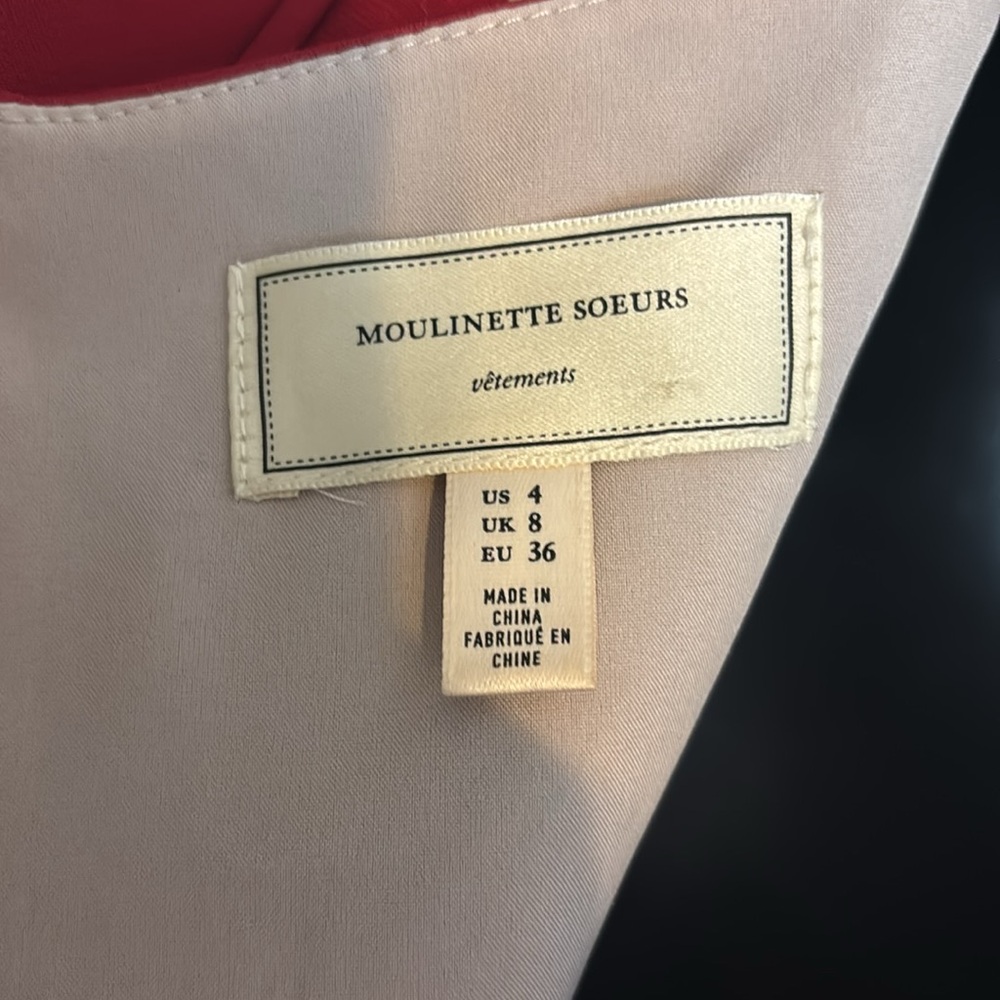 MOULINETTE SOEURS
vêtements
US 4
UK 8
EU 36
MADE IN
CHINA
FABRIQUÉ EN
CHINE